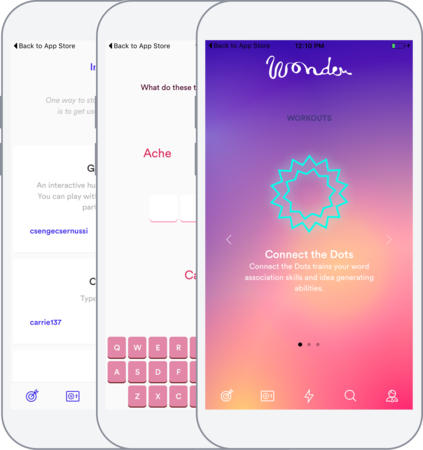 Back to App Store
In
One way to st
is to get us
G
An interactive hu
You can play with
part
csengecsernussi
C
Type
carrie137
Back to App Store
What do these t
Ache
Ca
Q W E R
A S D F
Z X C
Back to App Store 12:10 PM
Wonder
WORKOUTS
Connect the Dots
Connect the Dots trains your word
association skills and idea generating
abilities.